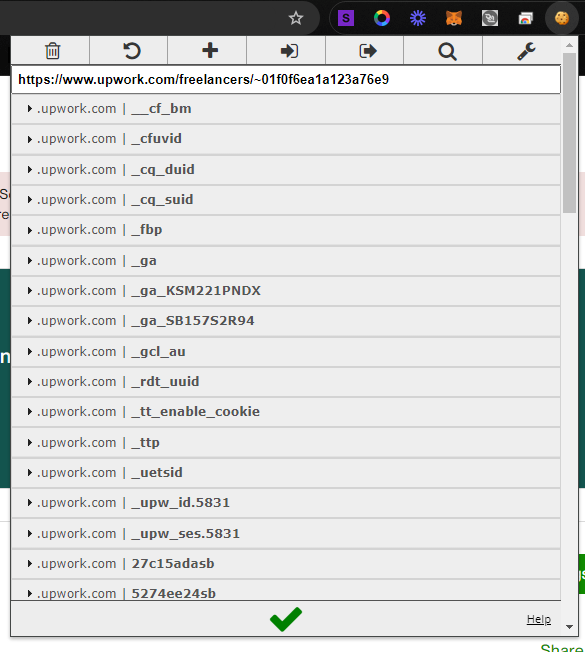 S
https://www.upwork.com/freelancers/~01f0f6ea1a123a76e9
.upwork.com | __cf_bm
.upwork.com | _cfuvid
.upwork.com | _cq_duid
.upwork.com | _cq_suid
.upwork.com | _fbp
.upwork.com | _ga
.upwork.com | _ga_KSM221PNDX
.upwork.com | _ga_SB157S2R94
.upwork.com | _gcl_au
.upwork.com | _rdt_uuid
.upwork.com | _tt_enable_cookie
.upwork.com | _ttp
.upwork.com | _uetsid
.upwork.com | _upw_id.5831
.upwork.com | _upw_ses.5831
.upwork.com | 27c15adasb
.upwork.com | 5274ee24sb
Help
Share